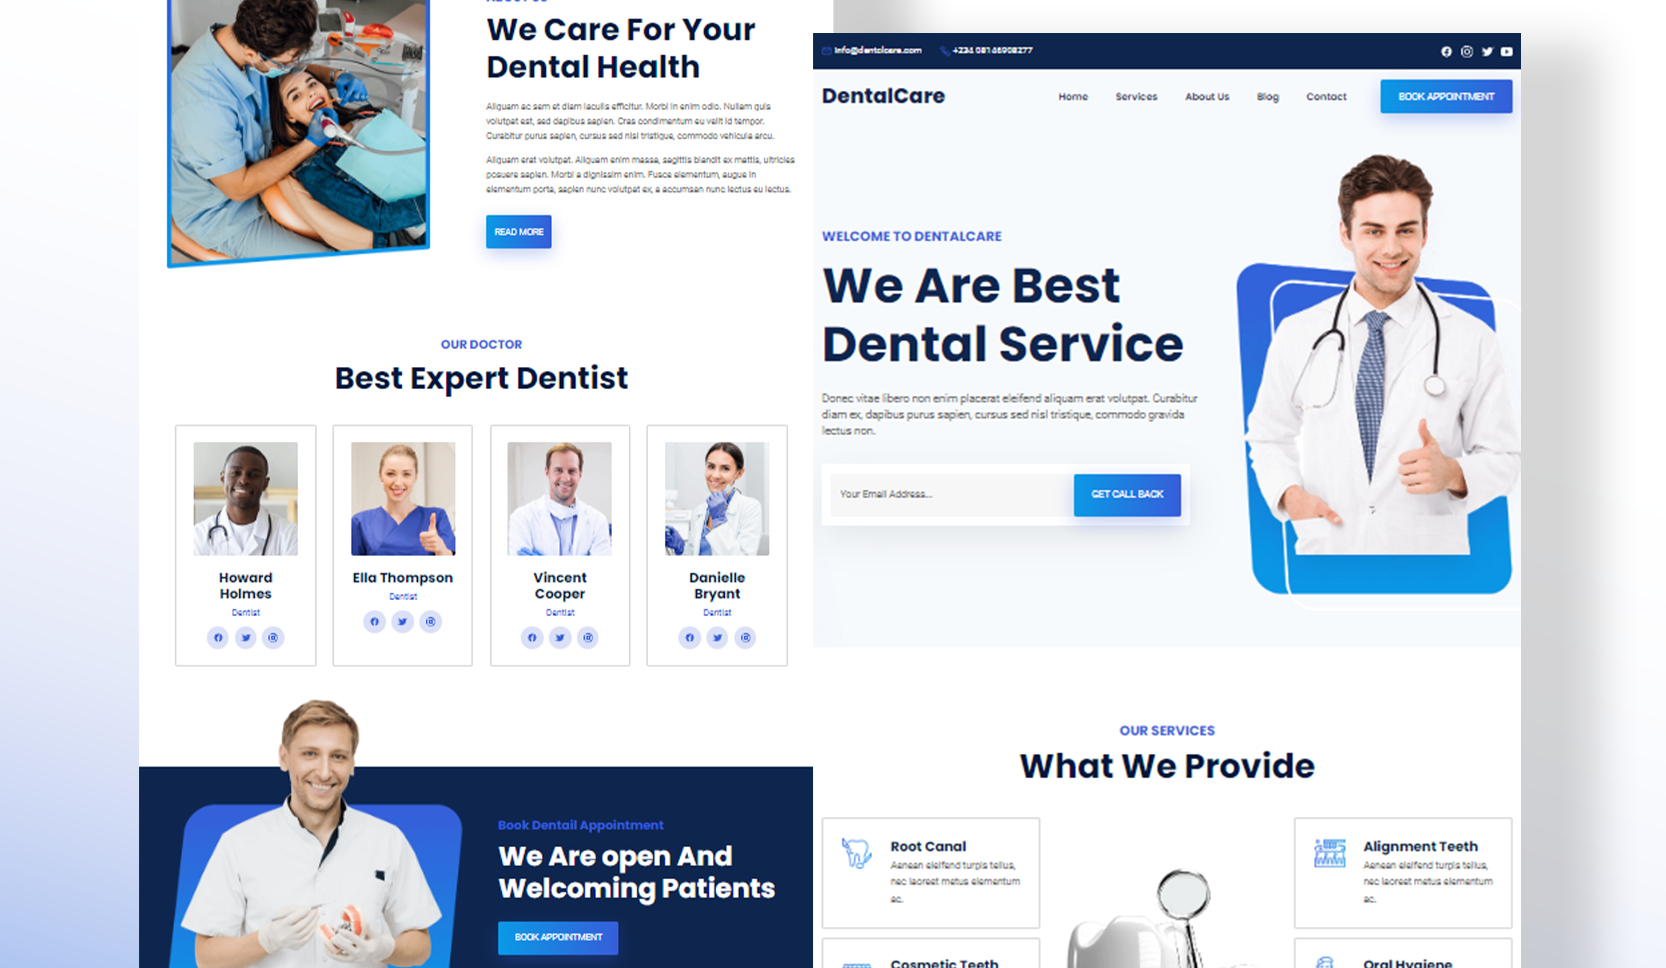 ABOUT US
We Care For Your
Dental Health
Aliquam ac sem et diam iaculis efficitur. Morbi in enim odio. Nullam quis
volutpat est, sed dapibus sapien. Cras condimentum eu velit id tempor.
Curabitur purus sapien, cursus sed nisl tristique, commodo vehicula arcu.
Aliquam erat volutpat. Aliquam enim massa, sagittis blandit ex mattis, ultricies
posuere sapien. Morbi a dignissim enim. Fusce elementum, augue in
elementum porta, sapien nunc volutpat ex, a accumsan nunc lectus eu lectus.
READ MORE
OUR DOCTOR
Best Expert Dentist
Howard
Holmes
Dentist
Ella Thompson
Dentist
Vincent
Cooper
Dentist
Danielle
Bryant
Dentist
Book Dentail Appointment
We Are open And
Welcoming Patients
BOOK APPOINTMENT
info@dentalcare.com
+234 08146908277
DentalCare
Home
Services
About Us
Blog
Contact
BOOK APPOINTMENT
WELCOME TO DENTALCARE
We Are Best
Dental Service
Donec vitae libero non enim placerat eleifend aliquam erat volutpat. Curabitur
diam ex, dapibus purus sapien, cursus sed nisl tristique, commodo gravida
lectus non.
Your Email Address...
GET CALL BACK
OUR SERVICES
What We Provide
Root Canal
Aenean eleifend turpis tellus,
nec laoreet metus elementum
ac.
Alignment Teeth
Aenean eleifend turpis tellus,
nec laoreet metus elementum
ac.
Cosmetic Teeth
Oral Hygiene